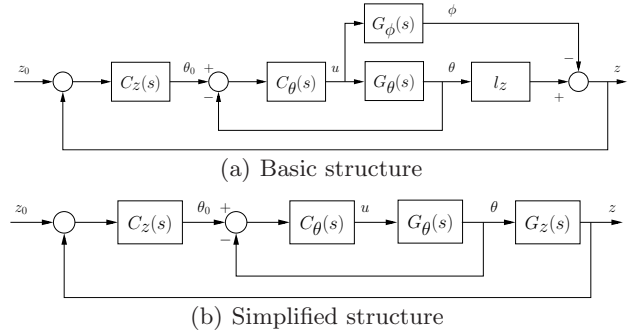 G_ϕ(s) ϕ
−
z_0 C_z(s) θ_0 + C_θ(s) u G_θ(s) θ l_z z
− +
(a) Basic structure
z_0 C_z(s) θ_0 + C_θ(s) u G_θ(s) θ G_z(s) z
−
(b) Simplified structure